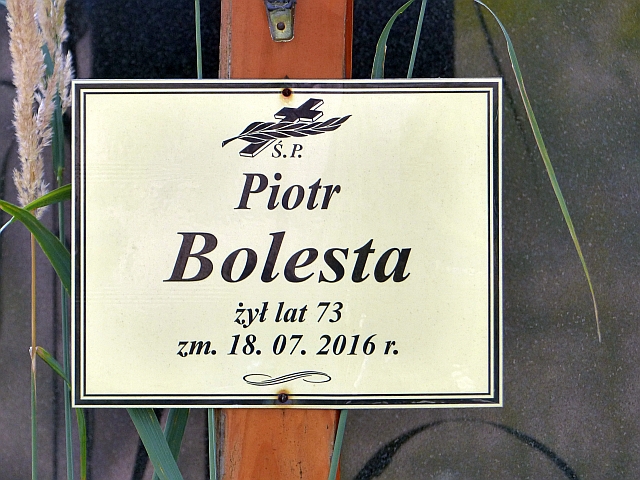 Ś.P.
Piotr
Bolesta
żył lat 73
zm. 18. 07. 2016 r.